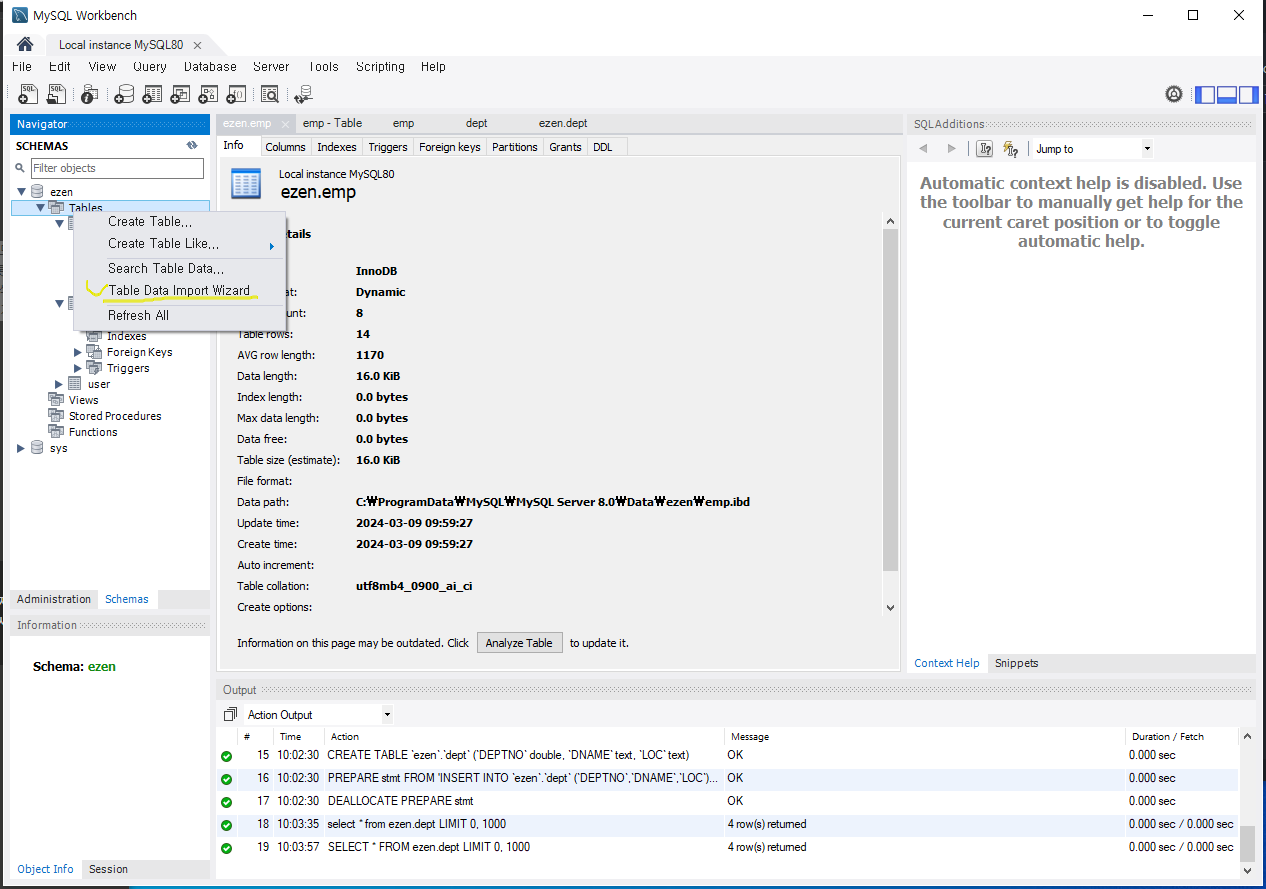 MySQL Workbench
Local instance MySQL80
File Edit View Query Database Server Tools Scripting Help
Navigator
SCHEMAS
Filter objects
ezen
Tables
Create Table...
Create Table Like...
Search Table Data...
Table Data Import Wizard
Refresh All
Indexes
Foreign Keys
Triggers
user
Views
Stored Procedures
Functions
sys
Administration Schemas
Information
Schema: ezen
Object Info Session
ezen.emp emp - Table emp dept ezen.dept
Info Columns Indexes Triggers Foreign keys Partitions Grants DDL
Local instance MySQL80
ezen.emp
etails
InnoDB
at: Dynamic
unt: 8
Table rows: 14
AVG row length: 1170
Data length: 16.0 KiB
Index length: 0.0 bytes
Max data length: 0.0 bytes
Data free: 0.0 bytes
Table size (estimate): 16.0 KiB
File format:
Data path: C:₩ProgramData₩MySQL₩MySQL Server 8.0₩Data₩ezen₩emp.ibd
Update time: 2024-03-09 09:59:27
Create time: 2024-03-09 09:59:27
Auto increment:
Table collation: utf8mb4_0900_ai_ci
Create options:
Information on this page may be outdated. Click Analyze Table to update it.
SQLAdditions
Jump to
Automatic context help is disabled. Use
the toolbar to manually get help for the
current caret position or to toggle
automatic help.
Context Help Snippets
Output
Action Output
# Time Action Message Duration / Fetch
15 10:02:30 CREATE TABLE `ezen`.`dept` (`DEPTNO` double, `DNAME` text, `LOC` text) OK 0.000 sec
16 10:02:30 PREPARE stmt FROM 'INSERT INTO `ezen`.`dept` (`DEPTNO`,`DNAME`,`LOC`)... OK 0.000 sec
17 10:02:30 DEALLOCATE PREPARE stmt OK 0.000 sec
18 10:03:35 select * from ezen.dept LIMIT 0, 1000 4 row(s) returned 0.000 sec / 0.000 sec
19 10:03:57 SELECT * FROM ezen.dept LIMIT 0, 1000 4 row(s) returned 0.000 sec / 0.000 sec